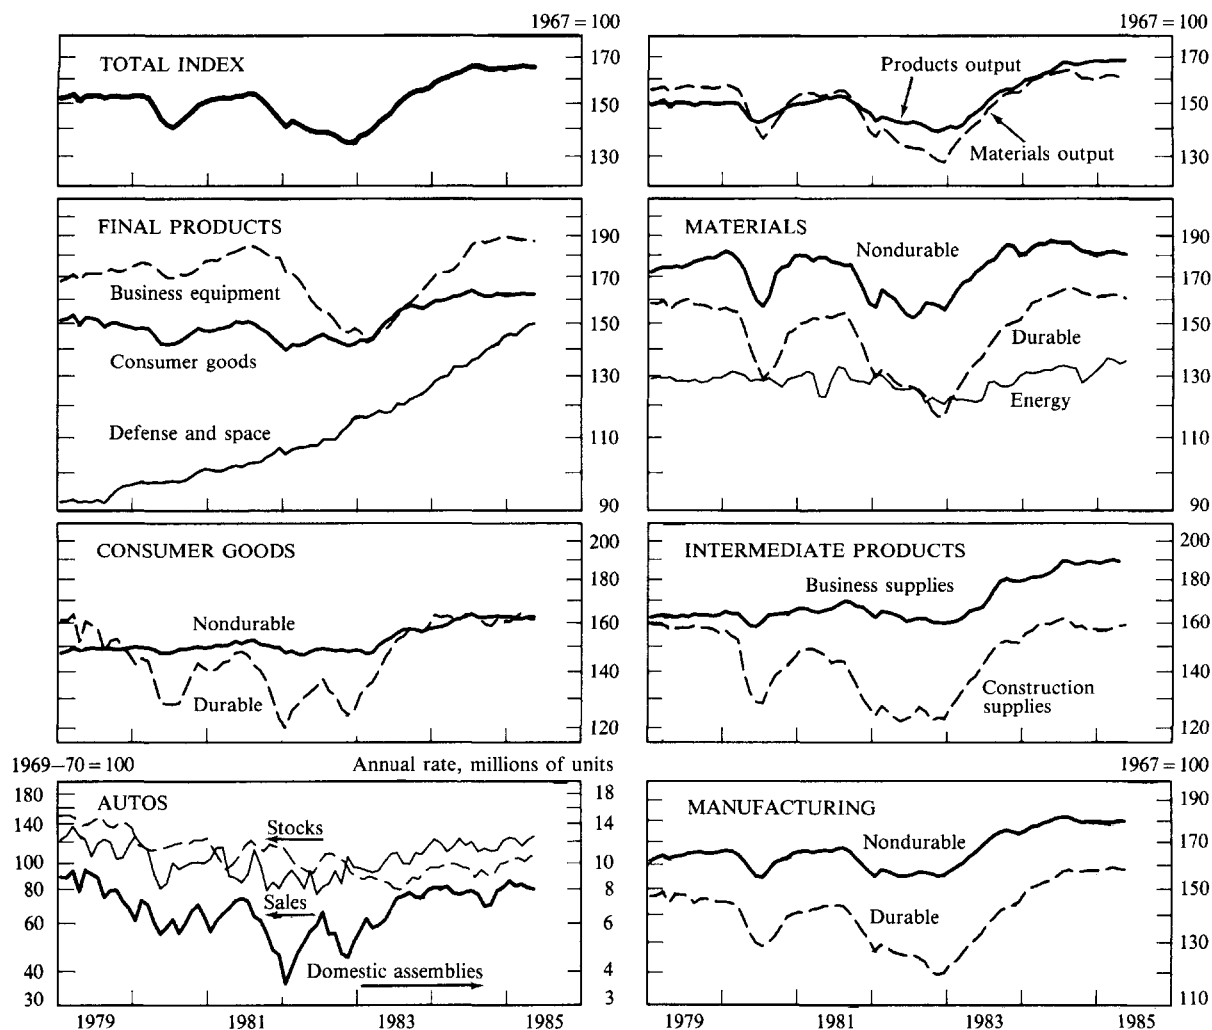 1967 = 100
TOTAL INDEX
170
150
130
1967 = 100
Products output
Materials output
170
150
130
FINAL PRODUCTS
Business equipment
Consumer goods
Defense and space
190
170
150
130
110
90
MATERIALS
Nondurable
Durable
Energy
190
170
150
130
110
90
CONSUMER GOODS
Nondurable
Durable
200
180
160
140
120
INTERMEDIATE PRODUCTS
Business supplies
Construction
supplies
200
180
160
140
120
1969–70 = 100
Annual rate, millions of units
AUTOS
Stocks
Sales
Domestic assemblies
180
140
100
80
60
40
30
18
14
10
8
6
4
3
1979
1981
1983
1985
1967 = 100
MANUFACTURING
Nondurable
Durable
190
170
150
130
110
1979
1981
1983
1985